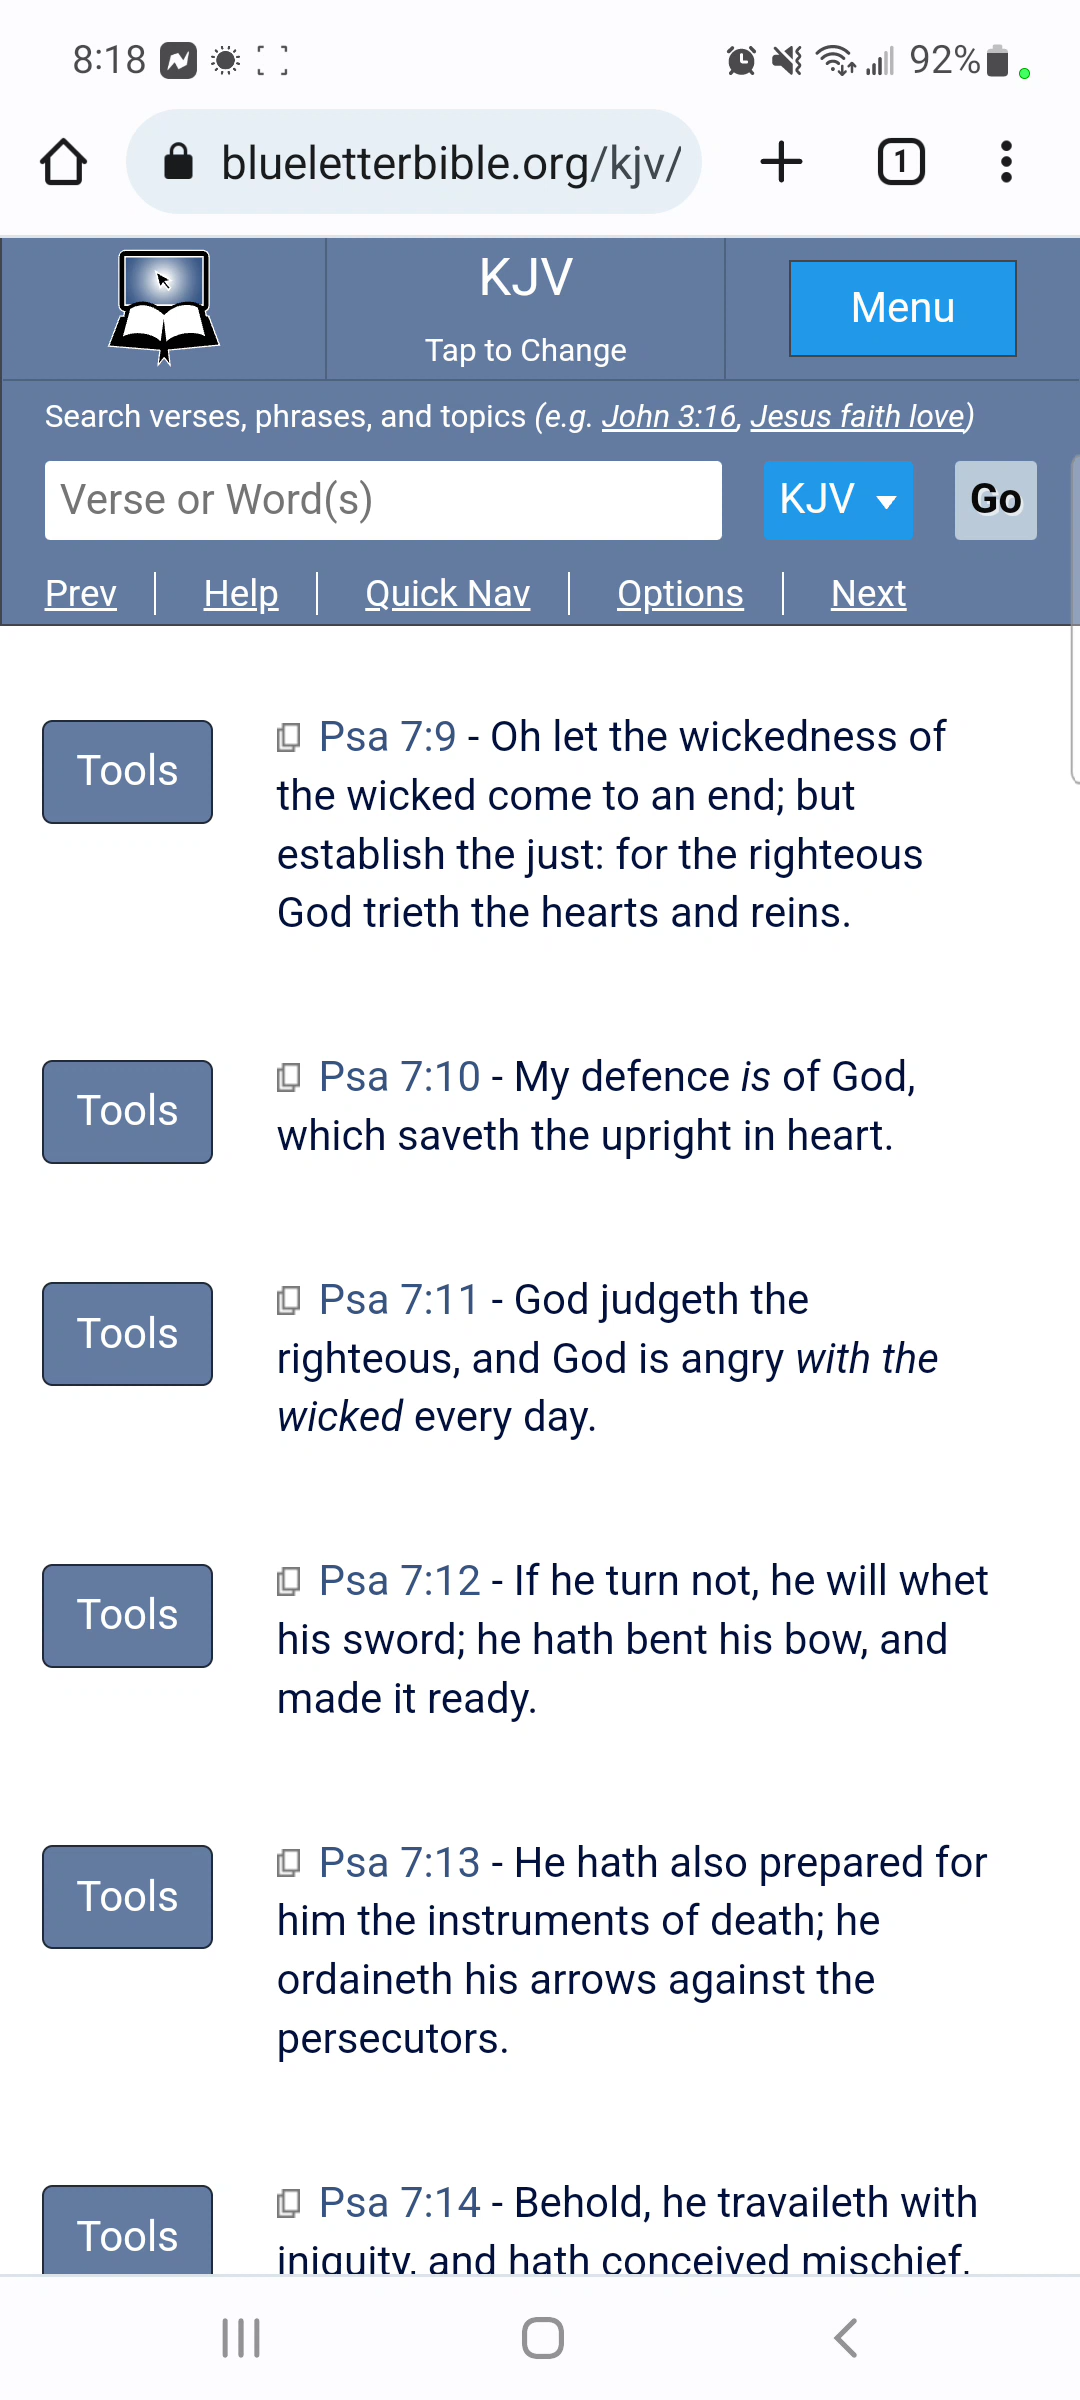 8:18 92%
blueletterbible.org/kjv/
1
KJV
Tap to Change
Menu
Search verses, phrases, and topics (e.g. John 3:16, Jesus faith love)
Verse or Word(s) KJV Go
Prev Help Quick Nav Options Next
Tools
Psa 7:9 - Oh let the wickedness of
the wicked come to an end; but
establish the just: for the righteous
God trieth the hearts and reins.
Tools
Psa 7:10 - My defence is of God,
which saveth the upright in heart.
Tools
Psa 7:11 - God judgeth the
righteous, and God is angry with the
wicked every day.
Tools
Psa 7:12 - If he turn not, he will whet
his sword; he hath bent his bow, and
made it ready.
Tools
Psa 7:13 - He hath also prepared for
him the instruments of death; he
ordaineth his arrows against the
persecutors.
Tools
Psa 7:14 - Behold, he travaileth with
iniquity, and hath conceived mischief,